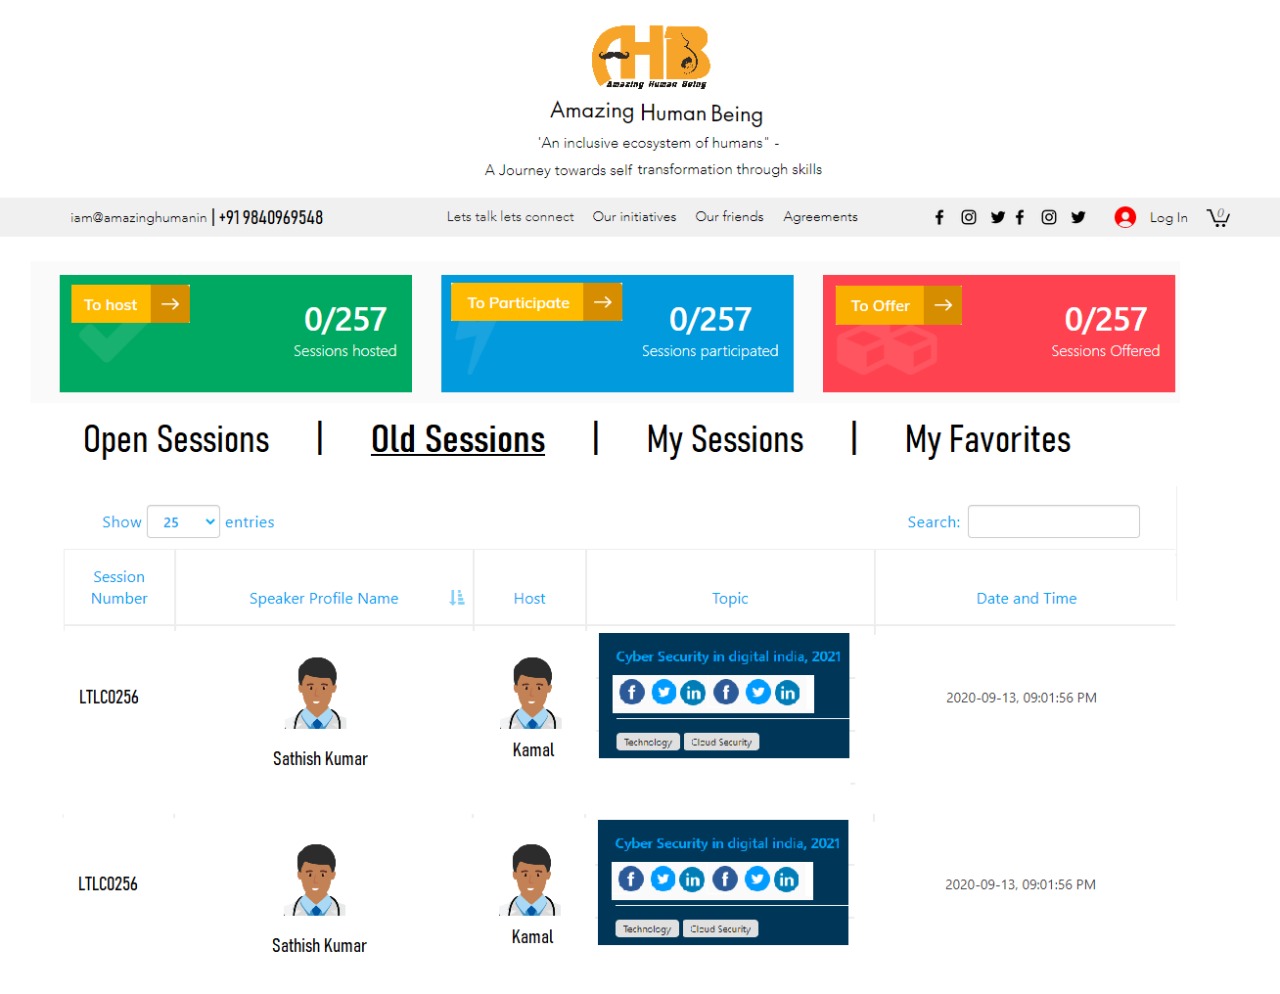 AHB
Amazing Human Being
Amazing Human Being
'An inclusive ecosystem of humans" -
A Journey towards self transformation through skills
iam@amazinghumanin | +91 9840969548
Lets talk lets connect
Our initiatives
Our friends
Agreements
Log In
0
To host
0/257
Sessions hosted
To Participate
0/257
Sessions participated
To Offer
0/257
Sessions Offered
Open Sessions | Old Sessions | My Sessions | My Favorites
Show 25 entries
Search:
Session
Number
Speaker Profile Name
Host
Topic
Date and Time
LTLC0256
Sathish Kumar
Kamal
Cyber Security in digital india, 2021
Technology
Cloud Security
2020-09-13, 09:01:56 PM
LTLC0256
Sathish Kumar
Kamal
Cyber Security in digital india, 2021
Technology
Cloud Security
2020-09-13, 09:01:56 PM